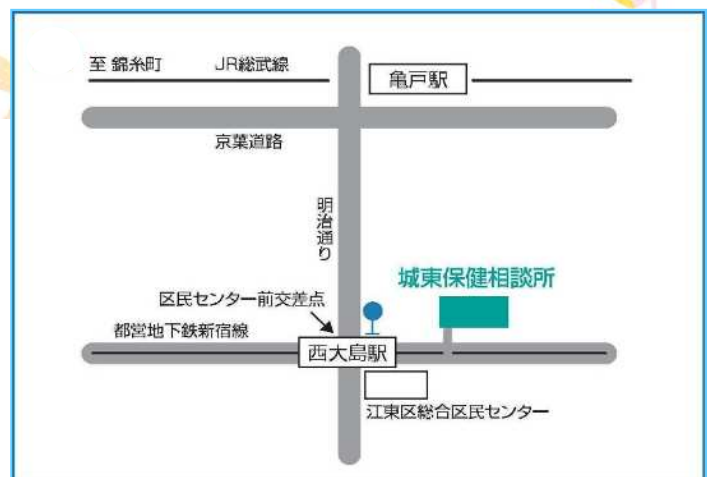 至 錦糸町
JR総武線
亀戸駅
京葉道路
明治通り
城東保健相談所
区民センター前交差点
都営地下鉄新宿線
西大島駅
江東区総合区民センター